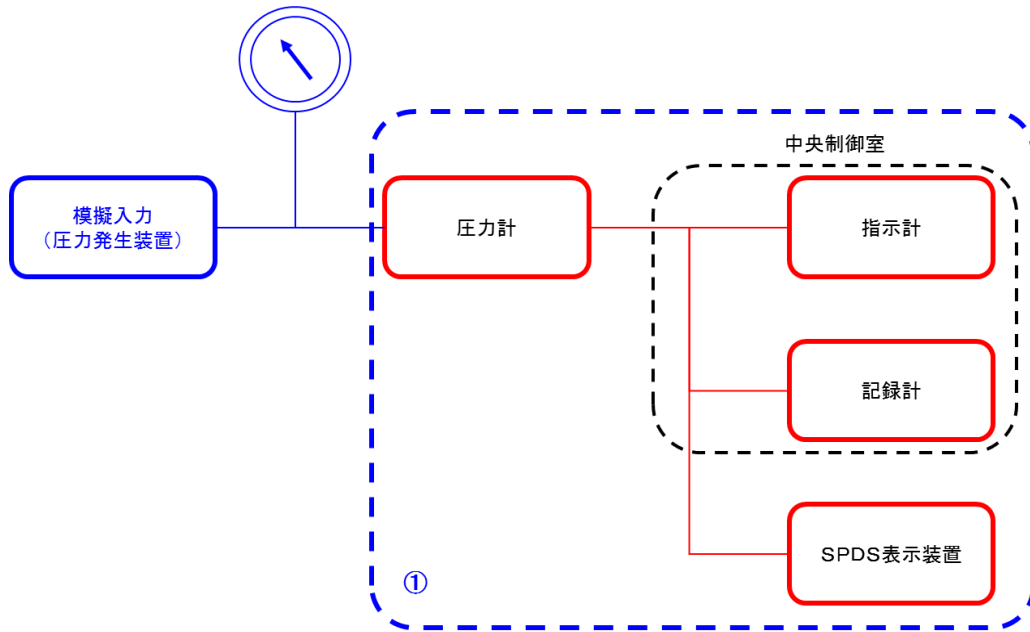 中央制御室
模擬入力
（圧力発生装置）
圧力計
指示計
記録計
SPDS表示装置
①